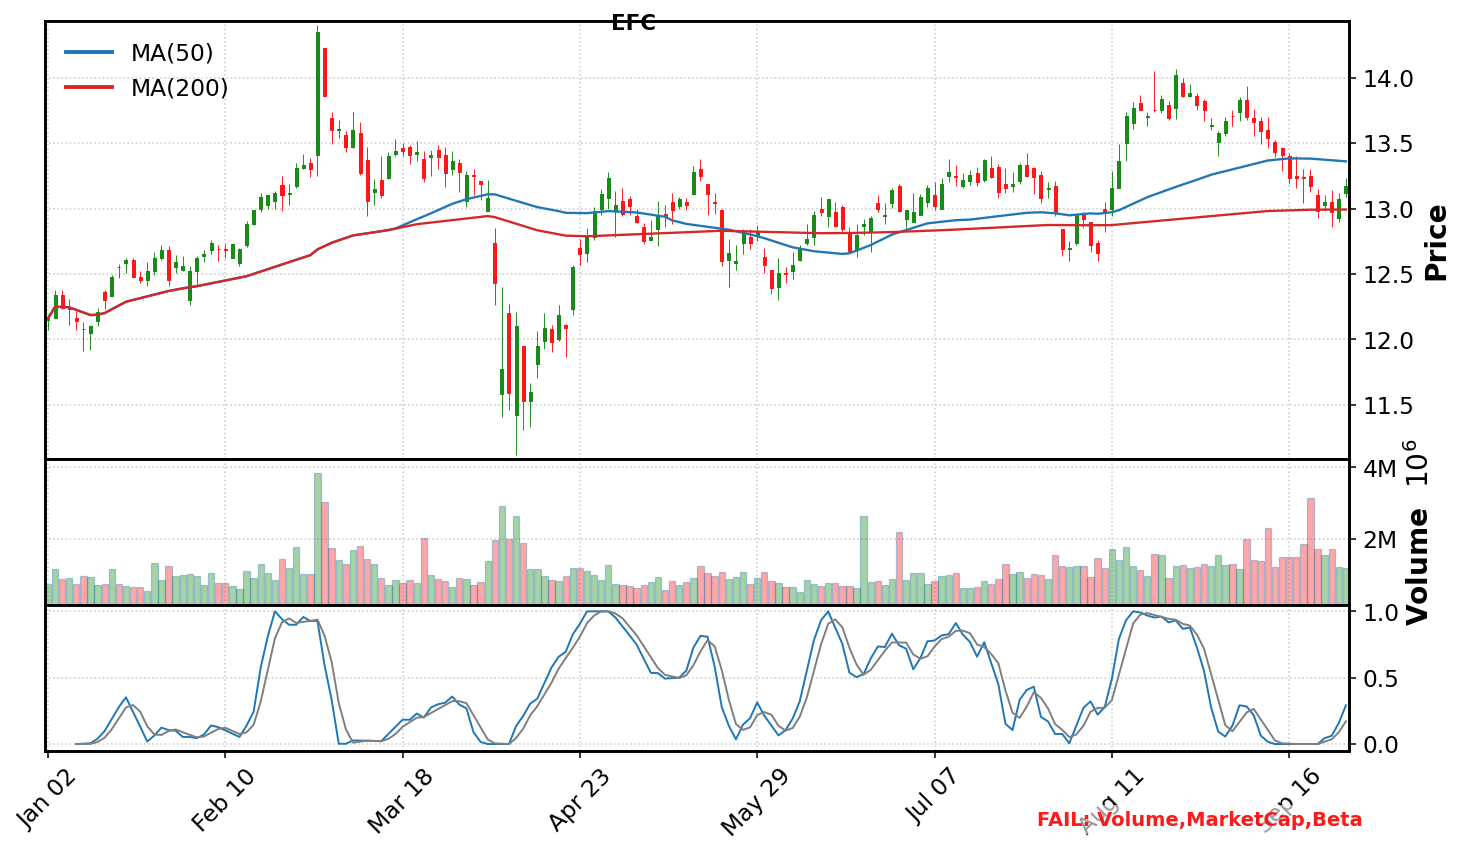 EFC
MA(50)
MA(200)
14.0
13.5
13.0
12.5
12.0
11.5
Price
4M
2M
Volume 10^6
1.0
0.5
0.0
Jan 02
Feb 10
Mar 18
Apr 23
May 29
Jul 07
Aug 11
Sep 16
FAIL: Volume,MarketCap,Beta